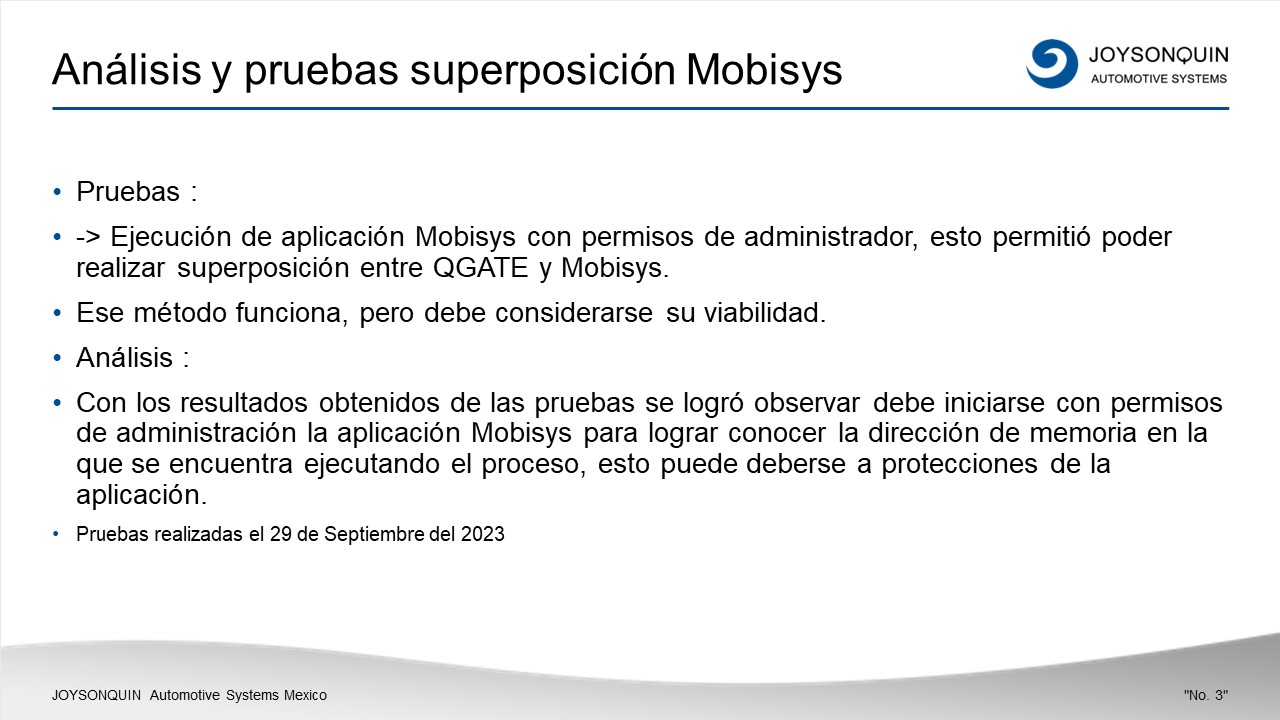 Análisis y pruebas superposición Mobisys
JOYSONQUIN
AUTOMOTIVE SYSTEMS
• Pruebas :
• -> Ejecución de aplicación Mobisys con permisos de administrador, esto permitió poder
realizar superposición entre QGATE y Mobisys.
• Ese método funciona, pero debe considerarse su viabilidad.
• Análisis :
• Con los resultados obtenidos de las pruebas se logró observar debe iniciarse con permisos
de administración la aplicación Mobisys para lograr conocer la dirección de memoria en la
que se encuentra ejecutando el proceso, esto puede deberse a protecciones de la
aplicación.
• Pruebas realizadas el 29 de Septiembre del 2023
JOYSONQUIN Automotive Systems Mexico
"No. 3"